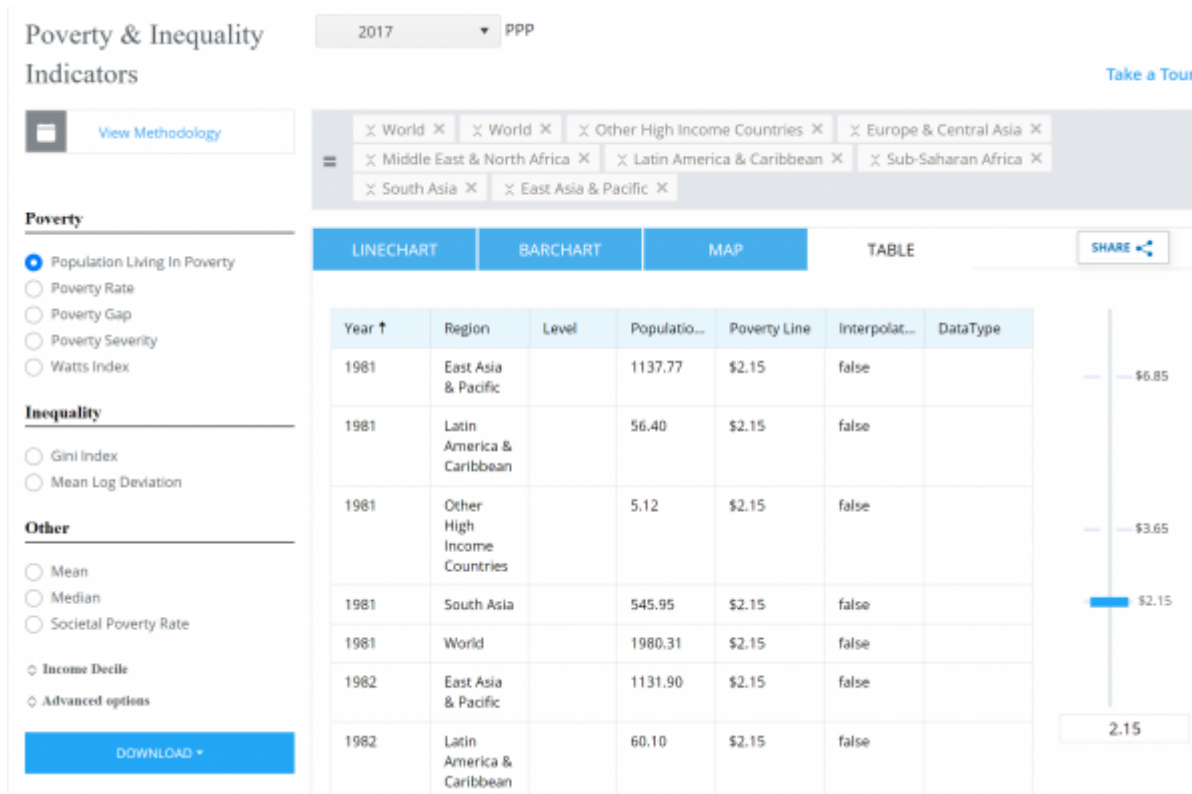 Poverty & Inequality
Indicators
2017 PPP
Take a Tour
View Methodology
World World Other High Income Countries Europe & Central Asia
Middle East & North Africa Latin America & Caribbean Sub-Saharan Africa
South Asia East Asia & Pacific
Poverty
Population Living In Poverty
Poverty Rate
Poverty Gap
Poverty Severity
Watts Index
Inequality
Gini Index
Mean Log Deviation
Other
Mean
Median
Societal Poverty Rate
Income Decile
Advanced options
DOWNLOAD
LINECHART BARCHART MAP TABLE SHARE
Year Region Level Populatio... Poverty Line Interpolat... DataType
1981 East Asia 1137.77 $2.15 false
& Pacific
1981 Latin 56.40 $2.15 false
America &
Caribbean
1981 Other 5.12 $2.15 false
High
Income
Countries
1981 South Asia 545.95 $2.15 false
1981 World 1980.31 $2.15 false
1982 East Asia 1131.90 $2.15 false
& Pacific
1982 Latin 60.10 $2.15 false
America &
Caribbean
$6.85
$3.65
$2.15
2.15